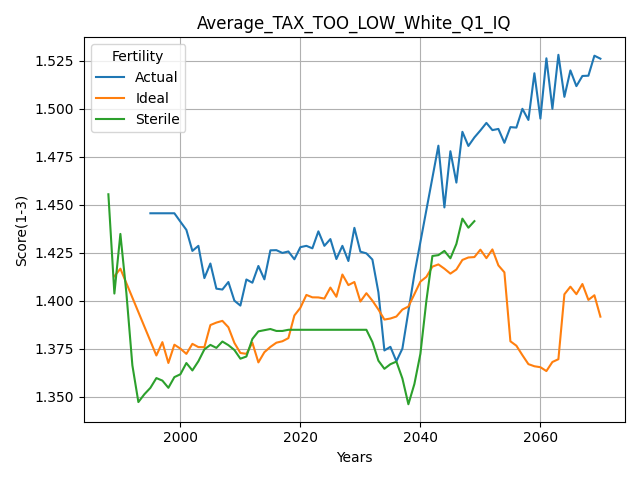 Average_TAX_TOO_LOW_White_Q1_IQ
Fertility
Actual
Ideal
Sterile
Score(1-3)
1.525
1.500
1.475
1.450
1.425
1.400
1.375
1.350
2000
2020
2040
2060
Years